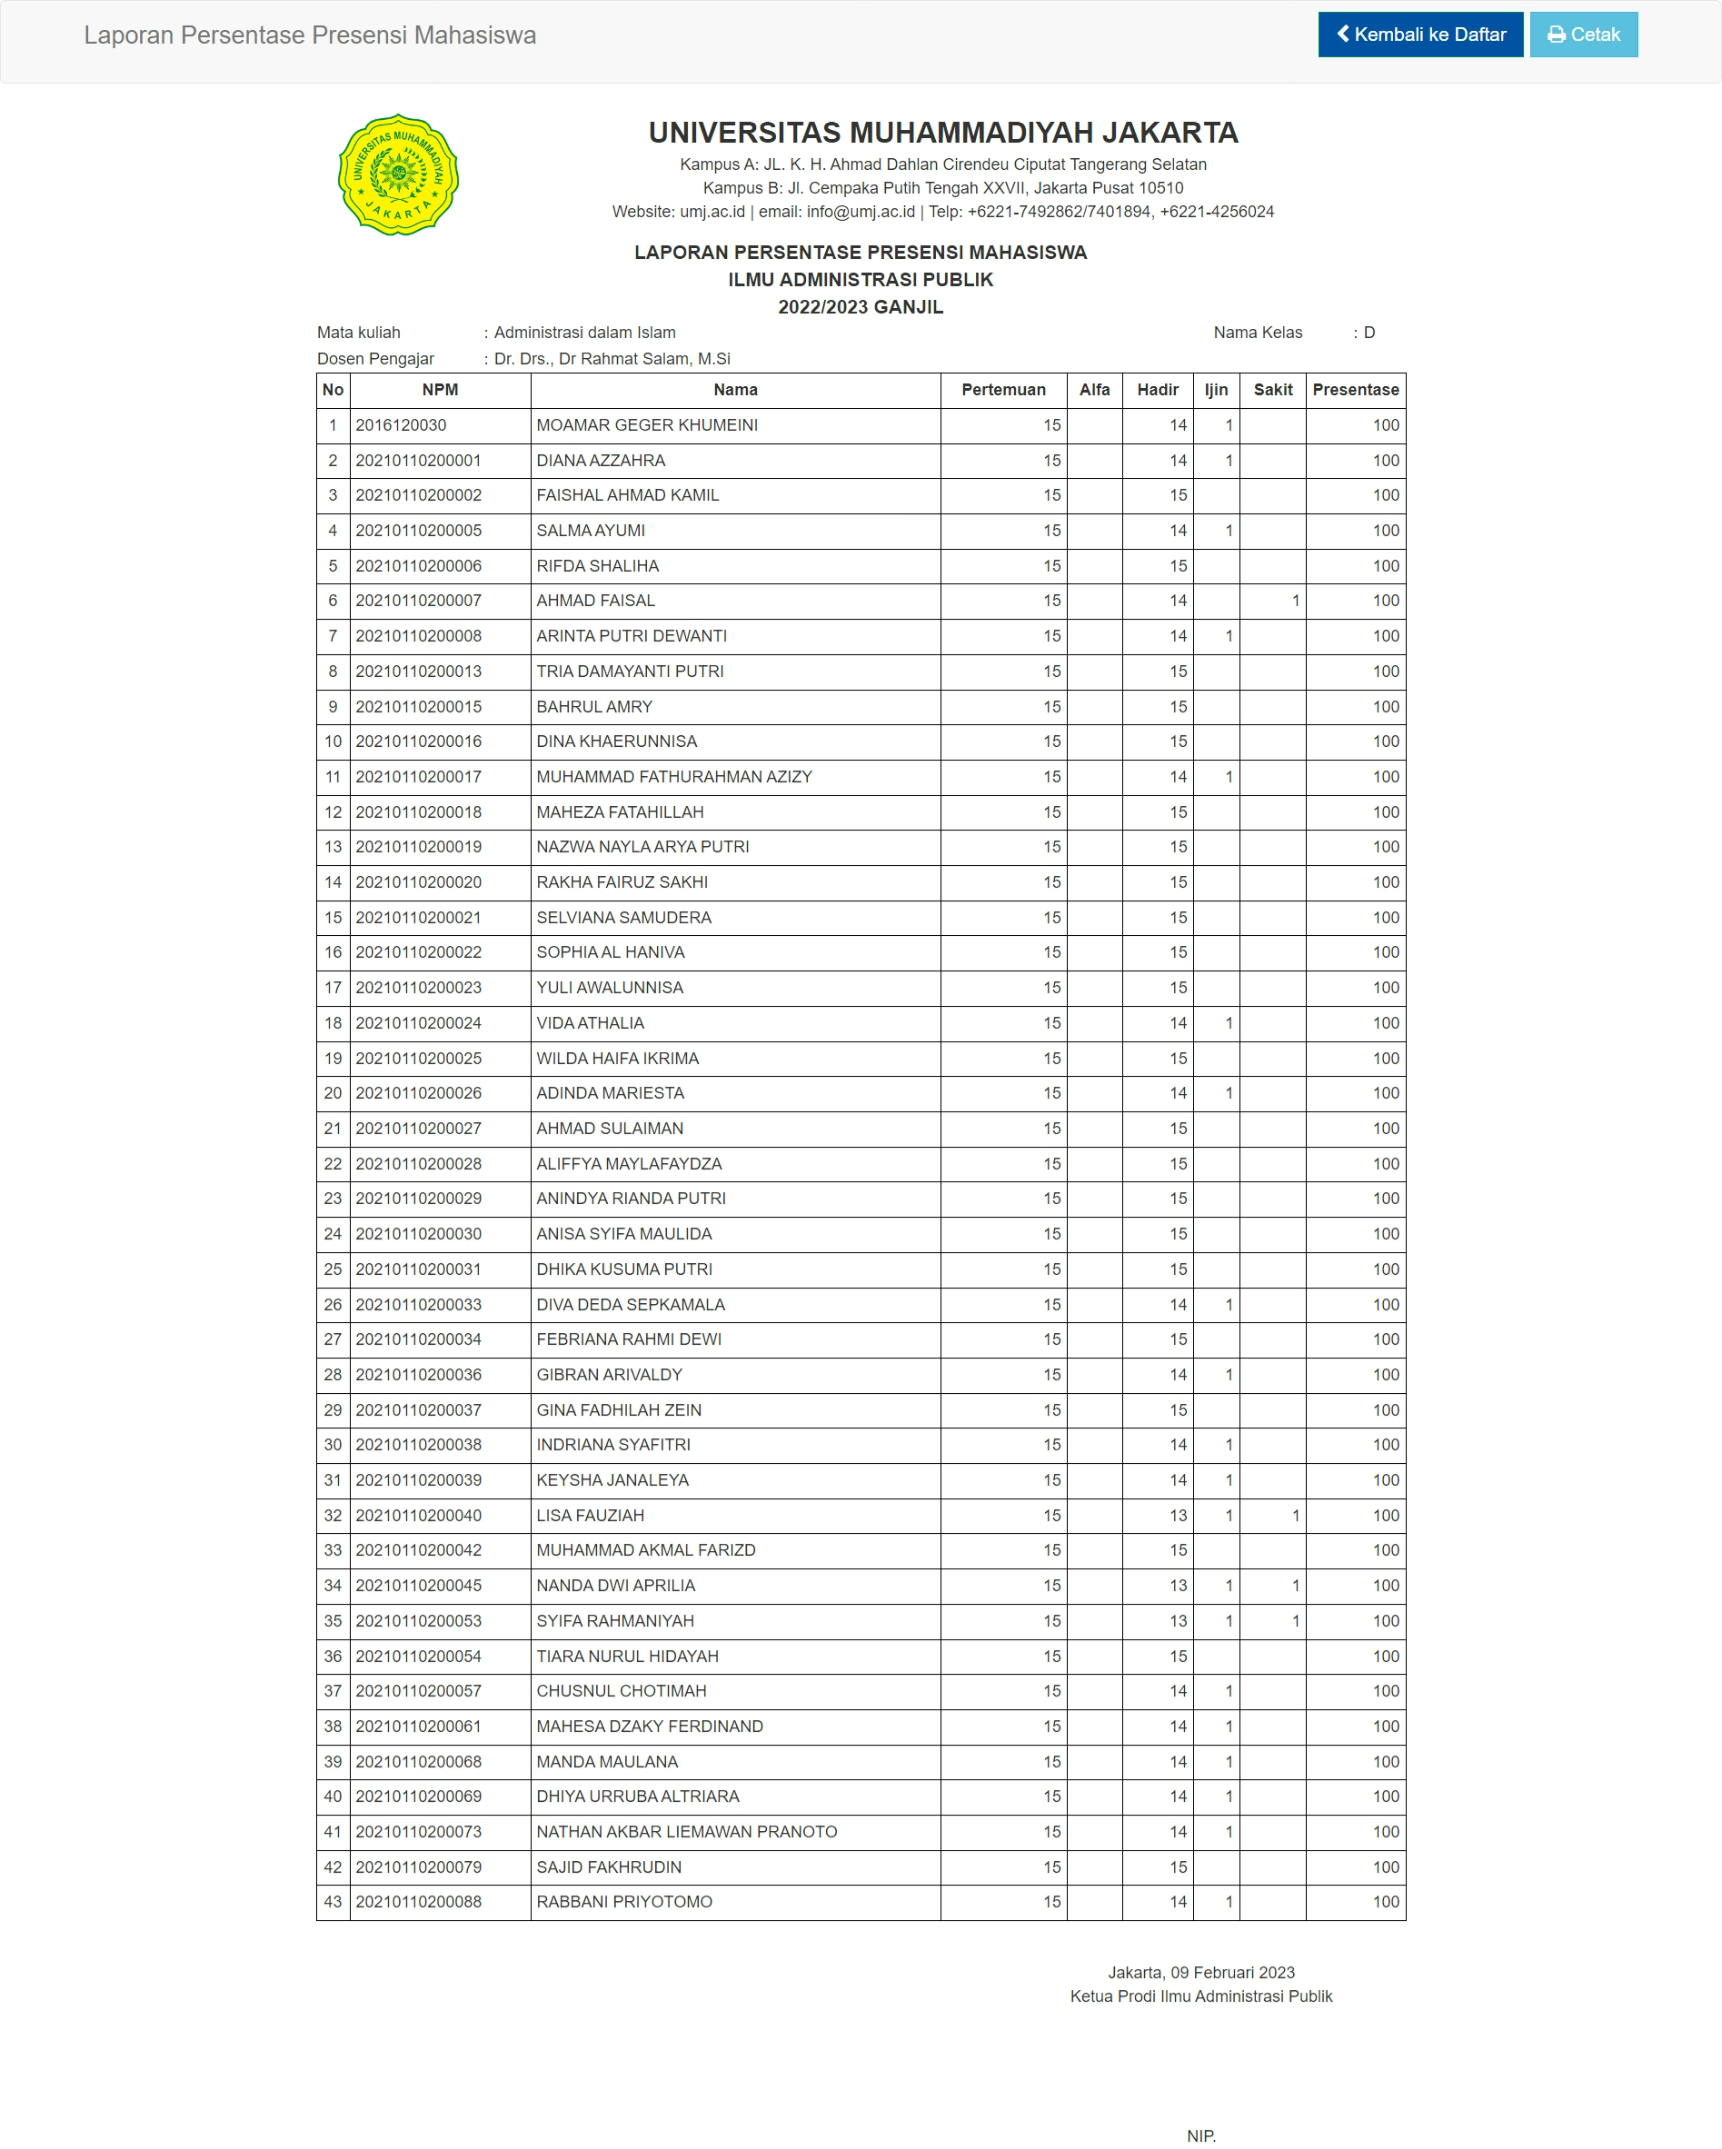 Laporan Persentase Presensi Mahasiswa
Kembali ke Daftar Cetak
UNIVERSITAS MUHAMMADIYAH JAKARTA
UNIVERSITAS MUHAMMADIYAH JAKARTA
Kampus A: JL. K. H. Ahmad Dahlan Cirendeu Ciputat Tangerang Selatan
Kampus B: Jl. Cempaka Putih Tengah XXVII, Jakarta Pusat 10510
Website: umj.ac.id | email: info@umj.ac.id | Telp: +6221-7492862/7401894, +6221-4256024
LAPORAN PERSENTASE PRESENSI MAHASISWA
ILMU ADMINISTRASI PUBLIK
2022/2023 GANJIL
Mata kuliah : Administrasi dalam Islam Nama Kelas : D
Dosen Pengajar : Dr. Drs., Dr Rahmat Salam, M.Si
No NPM Nama Pertemuan Alfa Hadir Ijin Sakit Presentase
1 2016120030 MOAMAR GEGER KHUMEINI 15 14 1 100
2 20210110200001 DIANA AZZAHRA 15 14 1 100
3 20210110200002 FAISHAL AHMAD KAMIL 15 15 100
4 20210110200005 SALMA AYUMI 15 14 1 100
5 20210110200006 RIFDA SHALIHA 15 15 100
6 20210110200007 AHMAD FAISAL 15 14 1 100
7 20210110200008 ARINTA PUTRI DEWANTI 15 14 1 100
8 20210110200013 TRIA DAMAYANTI PUTRI 15 15 100
9 20210110200015 BAHRUL AMRY 15 15 100
10 20210110200016 DINA KHAERUNNISA 15 15 100
11 20210110200017 MUHAMMAD FATHURAHMAN AZIZY 15 14 1 100
12 20210110200018 MAHEZA FATAHILLAH 15 15 100
13 20210110200019 NAZWA NAYLA ARYA PUTRI 15 15 100
14 20210110200020 RAKHA FAIRUZ SAKHI 15 15 100
15 20210110200021 SELVIANA SAMUDERA 15 15 100
16 20210110200022 SOPHIA AL HANIVA 15 15 100
17 20210110200023 YULI AWALUNNISA 15 15 100
18 20210110200024 VIDA ATHALIA 15 14 1 100
19 20210110200025 WILDA HAIFA IKRIMA 15 15 100
20 20210110200026 ADINDA MARIESTA 15 14 1 100
21 20210110200027 AHMAD SULAIMAN 15 15 100
22 20210110200028 ALIFFYA MAYLAFAYDZA 15 15 100
23 20210110200029 ANINDYA RIANDA PUTRI 15 15 100
24 20210110200030 ANISA SYIFA MAULIDA 15 15 100
25 20210110200031 DHIKA KUSUMA PUTRI 15 15 100
26 20210110200033 DIVA DEDA SEPKAMALA 15 14 1 100
27 20210110200034 FEBRIANA RAHMI DEWI 15 15 100
28 20210110200036 GIBRAN ARIVALDY 15 14 1 100
29 20210110200037 GINA FADHILAH ZEIN 15 15 100
30 20210110200038 INDRIANA SYAFITRI 15 14 1 100
31 20210110200039 KEYSHA JANALEYA 15 14 1 100
32 20210110200040 LISA FAUZIAH 15 13 1 1 100
33 20210110200042 MUHAMMAD AKMAL FARIZD 15 15 100
34 20210110200045 NANDA DWI APRILIA 15 13 1 1 100
35 20210110200053 SYIFA RAHMANIYAH 15 13 1 1 100
36 20210110200054 TIARA NURUL HIDAYAH 15 15 100
37 20210110200057 CHUSNUL CHOTIMAH 15 14 1 100
38 20210110200061 MAHESA DZAKY FERDINAND 15 14 1 100
39 20210110200068 MANDA MAULANA 15 14 1 100
40 20210110200069 DHIYA URRUBA ALTRIARA 15 14 1 100
41 20210110200073 NATHAN AKBAR LIEMAWAN PRANOTO 15 14 1 100
42 20210110200079 SAJID FAKHRUDIN 15 15 100
43 20210110200088 RABBANI PRIYOTOMO 15 14 1 100
Jakarta, 09 Februari 2023
Ketua Prodi Ilmu Administrasi Publik
NIP.